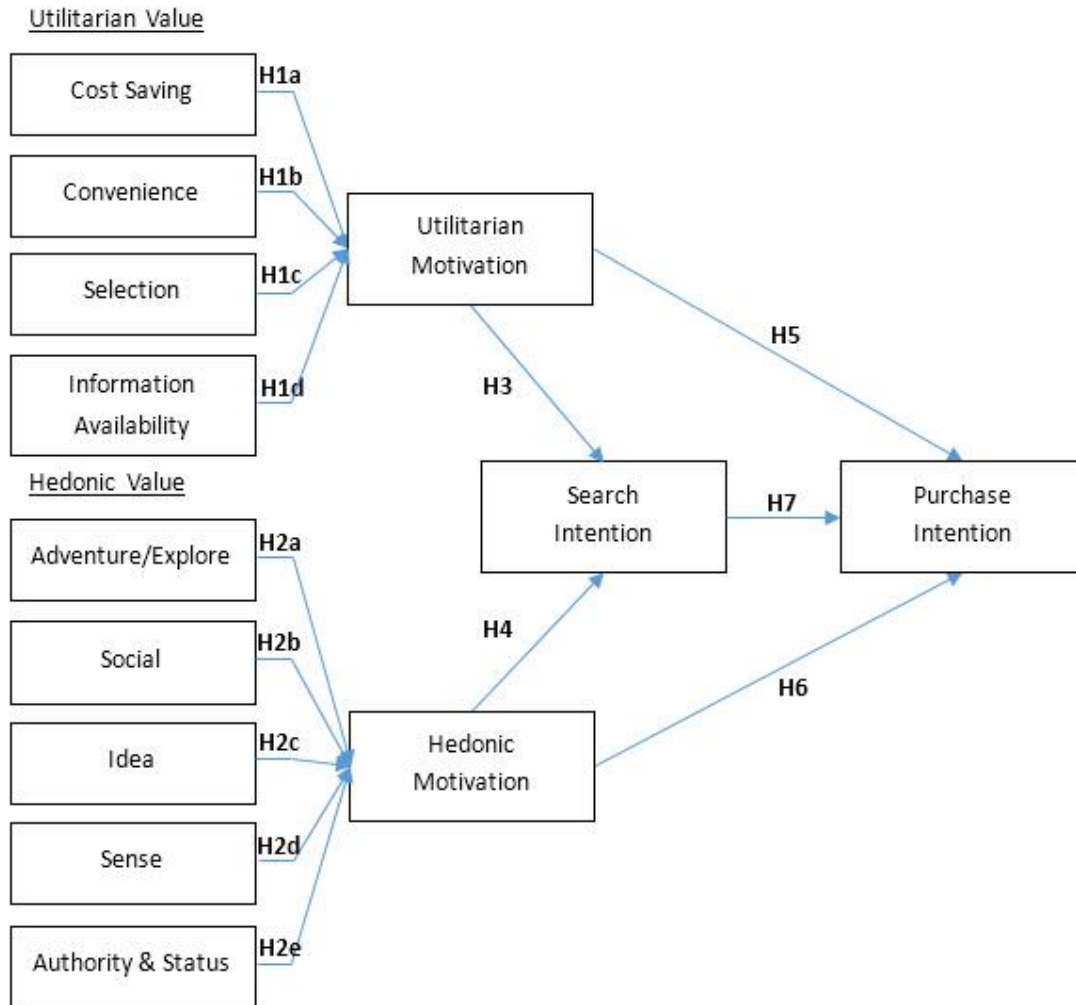 Utilitarian Value
Cost Saving
H1a
Convenience
H1b
Selection
H1c
Information
Availability
H1d
Utilitarian
Motivation
H3
H5
Hedonic Value
Adventure/Explore
H2a
Social
H2b
Idea
H2c
Sense
H2d
Authority & Status
H2e
Hedonic
Motivation
H4
H6
Search
Intention
H7
Purchase
Intention